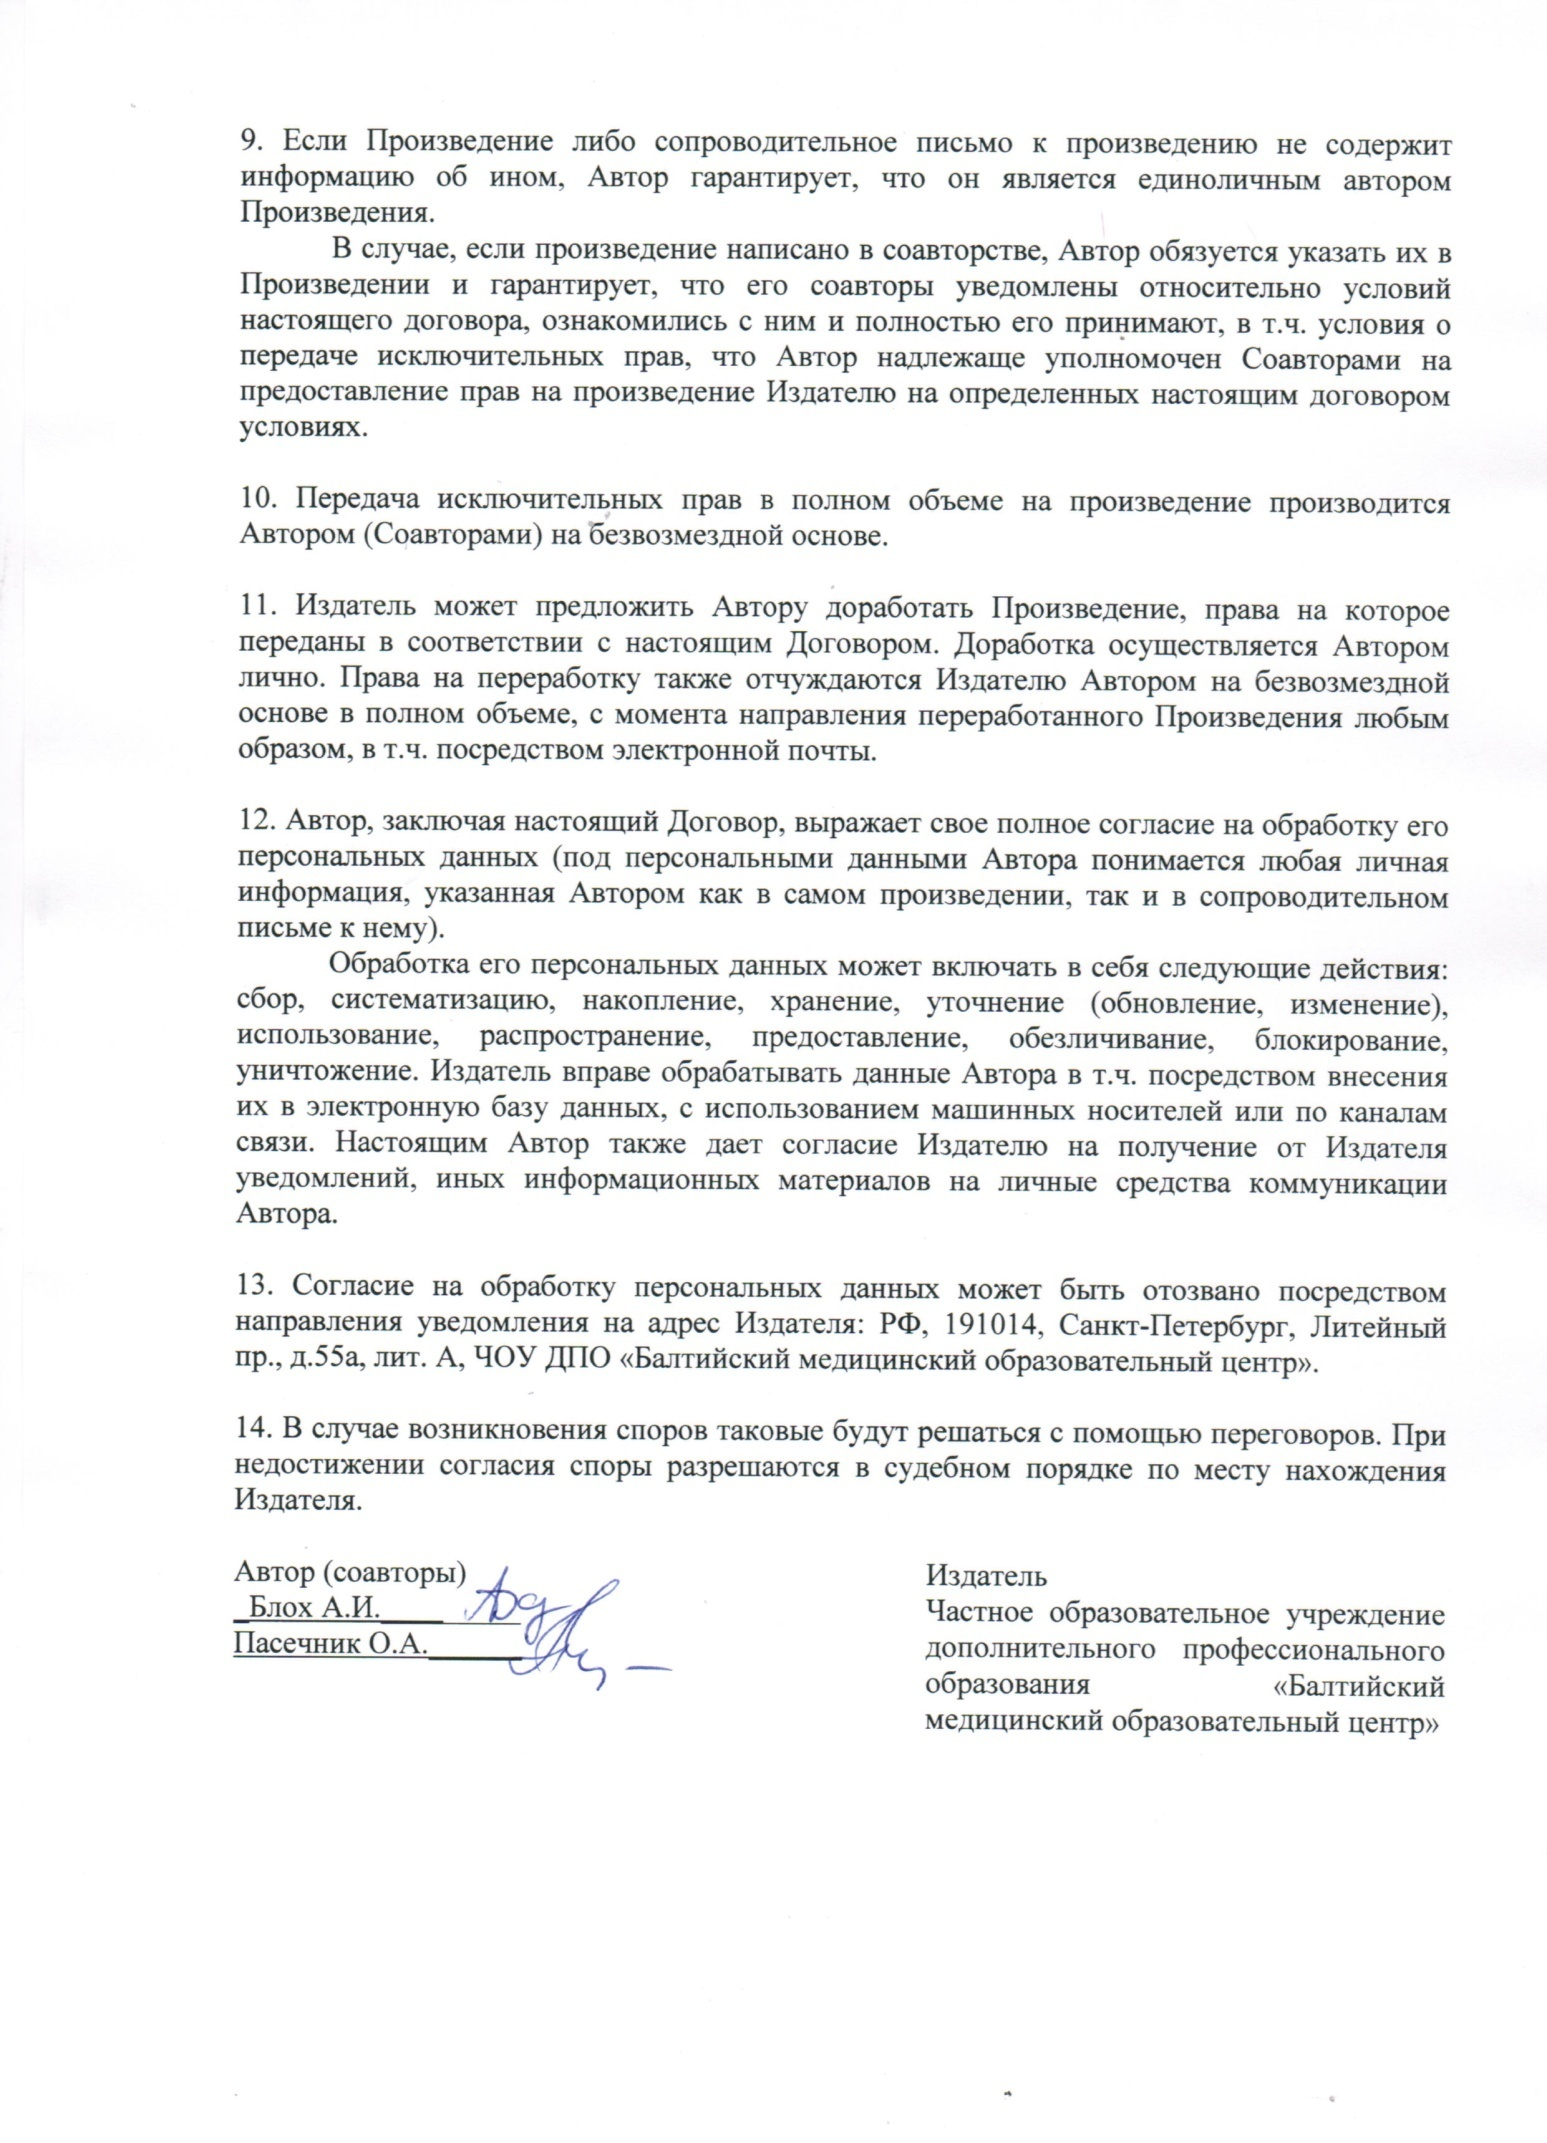 9. Если Произведение либо сопроводительное письмо к произведению не содержит
информацию об ином, Автор гарантирует, что он является единоличным автором
Произведения.
В случае, если произведение написано в соавторстве, Автор обязуется указать их в
Произведении и гарантирует, что его соавторы уведомлены относительно условий
настоящего договора, ознакомились с ним и полностью его принимают, в т.ч. условия о
передаче исключительных прав, что Автор надлежаще уполномочен Соавторами на
предоставление прав на произведение Издателю на определенных настоящим договором
условиях.
10. Передача исключительных прав в полном объеме на произведение производится
Автором (Соавторами) на безвозмездной основе.
11. Издатель может предложить Автору доработать Произведение, права на которое
переданы в соответствии с настоящим Договором. Доработка осуществляется Автором
лично. Права на переработку также отчуждаются Издателю Автором на безвозмездной
основе в полном объеме, с момента направления переработанного Произведения любым
образом, в т.ч. посредством электронной почты.
12. Автор, заключая настоящий Договор, выражает свое полное согласие на обработку его
персональных данных (под персональными данными Автора понимается любая личная
информация, указанная Автором как в самом произведении, так и в сопроводительном
письме к нему).
Обработка его персональных данных может включать в себя следующие действия:
сбор, систематизацию, накопление, хранение, уточнение (обновление, изменение),
использование, распространение, предоставление, обезличивание, блокирование,
уничтожение. Издатель вправе обрабатывать данные Автора в т.ч. посредством внесения
их в электронную базу данных, с использованием машинных носителей или по каналам
связи. Настоящим Автор также дает согласие Издателю на получение от Издателя
уведомлений, иных информационных материалов на личные средства коммуникации
Автора.
13. Согласие на обработку персональных данных может быть отозвано посредством
направления уведомления на адрес Издателя: РФ, 191014, Санкт-Петербург, Литейный
пр., д.55а, лит. А, ЧОУ ДПО «Балтийский медицинский образовательный центр».
14. В случае возникновения споров таковые будут решаться с помощью переговоров. При
недостижении согласия споры разрешаются в судебном порядке по месту нахождения
Издателя.
Автор (соавторы)
Блох А.И.
Пасечник О.А.
Издатель
Частное образовательное учреждение
дополнительного профессионального
образования «Балтийский
медицинский образовательный центр»